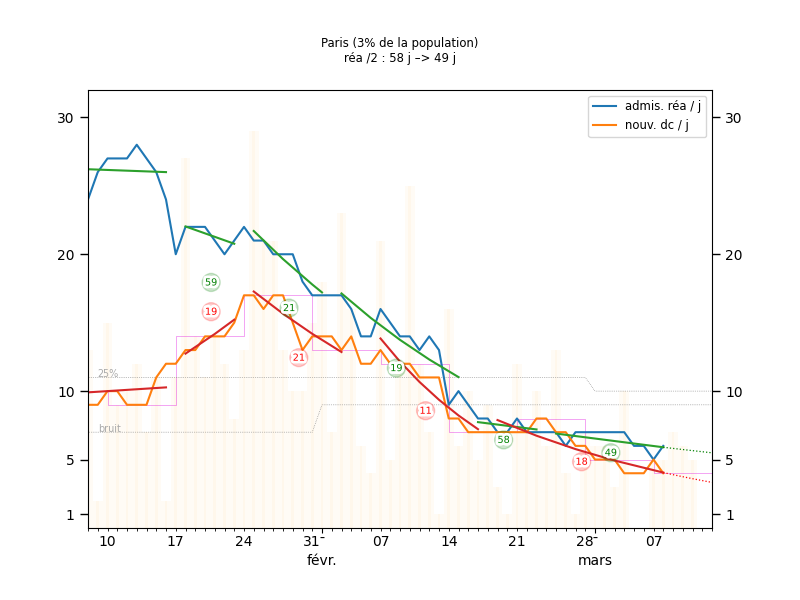 Paris (3% de la population)
réa /2 : 58 j –> 49 j
admis. réa / j
nouv. dc / j
30
30
20
20
59
19
21
21
19
25%
10
10
11
bruit
58
49
18
5
5
1
1
10 17 24 31 07 14 21 28 07
févr. mars